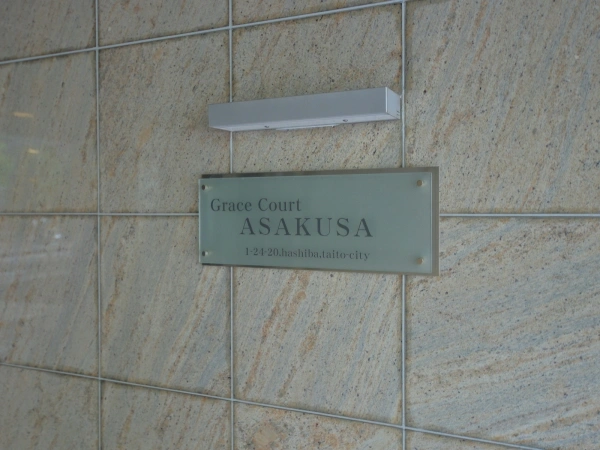 Grace Court
ASAKUSA
1-24-20,hashiba,taito-city